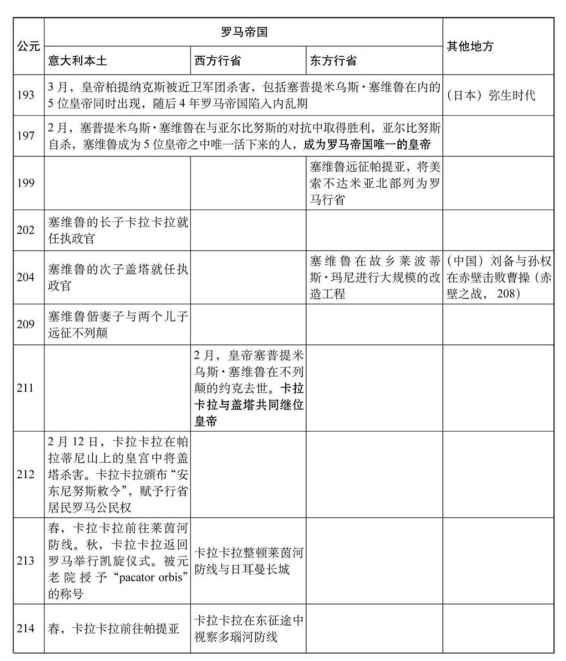 公元
罗马帝国
其他地方
意大利本土
西方行省
东方行省
193
3 月，皇帝柏提纳克斯被近卫军团杀害，包括塞普提米乌斯·塞维鲁在内的
5 位皇帝同时出现，随后 4 年罗马帝国陷入内乱期
（日本）弥生时代
197
2 月，塞普提米乌斯·塞维鲁在与亚尔比努斯的对抗中取得胜利，亚尔比努斯
自杀，塞维鲁成为 5 位皇帝之中唯一活下来的人，成为罗马帝国唯一的皇帝
199
塞维鲁远征帕提亚，将美
索不达米亚北部列为罗
马行省
202
塞维鲁的长子卡拉卡拉就
任执政官
204
塞维鲁的次子盖塔就任执
政官
塞维鲁在故乡莱波蒂
斯·玛尼进行大规模的改
造工程
（中国）刘备与孙权
在赤壁击败曹操（赤
壁之战，208）
209
塞维鲁偕妻子与两个儿子
远征不列颠
211
2 月，皇帝塞普提米
乌斯·塞维鲁在不列
颠的约克去世。卡拉
卡拉与盖塔共同继位
皇帝
212
2 月 12 日，卡拉卡拉在帕
拉蒂尼山上的皇宫中将盖
塔杀害。卡拉卡拉颁布“安
东尼努斯敕令”，赋予行省
居民罗马公民权
213
春，卡拉卡拉前往莱茵河
防线。秋，卡拉卡拉返回
罗马举行凯旋仪式。被元
老院授予“pacator orbis”
的称号
卡拉卡拉整顿莱茵河
防线与日耳曼长城
214
春，卡拉卡拉前往帕提亚
卡拉卡拉在东征途中
视察多瑙河防线